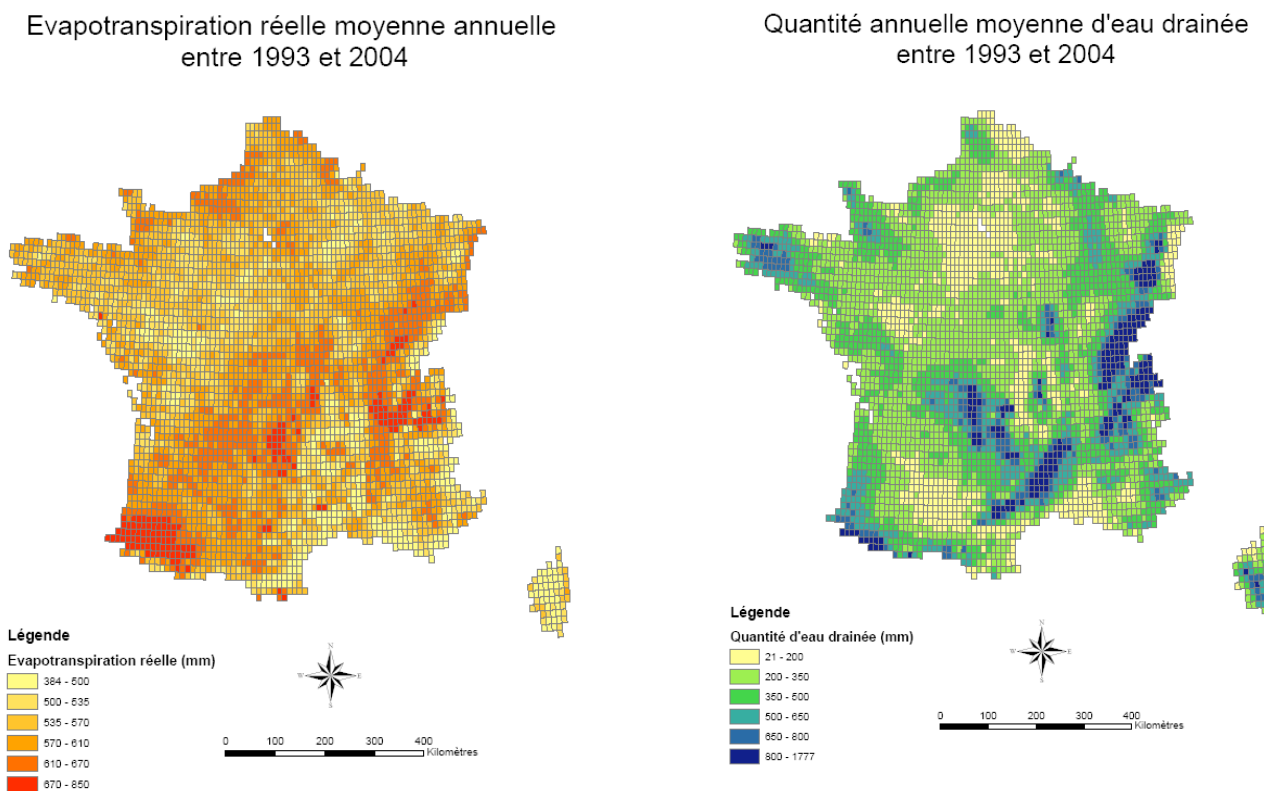 Evapotranspiration réelle moyenne annuelle
entre 1993 et 2004
Légende
Evapotranspiration réelle (mm)
384 - 500
500 - 535
535 - 570
570 - 610
610 - 670
670 - 850
N
W
E
S
0 100 200 300 400
Kilomètres
Quantité annuelle moyenne d'eau drainée
entre 1993 et 2004
Légende
Quantité d'eau drainée (mm)
21 - 200
200 - 350
350 - 500
500 - 650
650 - 800
800 - 1777
N
W
E
S
0 100 200 300 400
Kilomètres